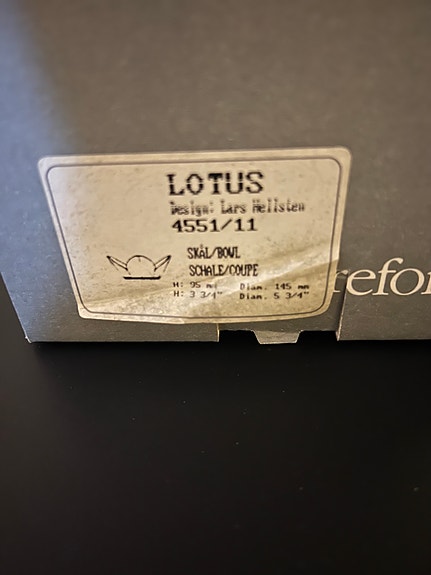 LOTUS
Design: Lars Hellsten
4551/11
SKÅL/BOWL
SCHALE/COUPE
H: 95 mm Diam. 145 mm
H: 3 3/4" Diam. 5 3/4"
refor